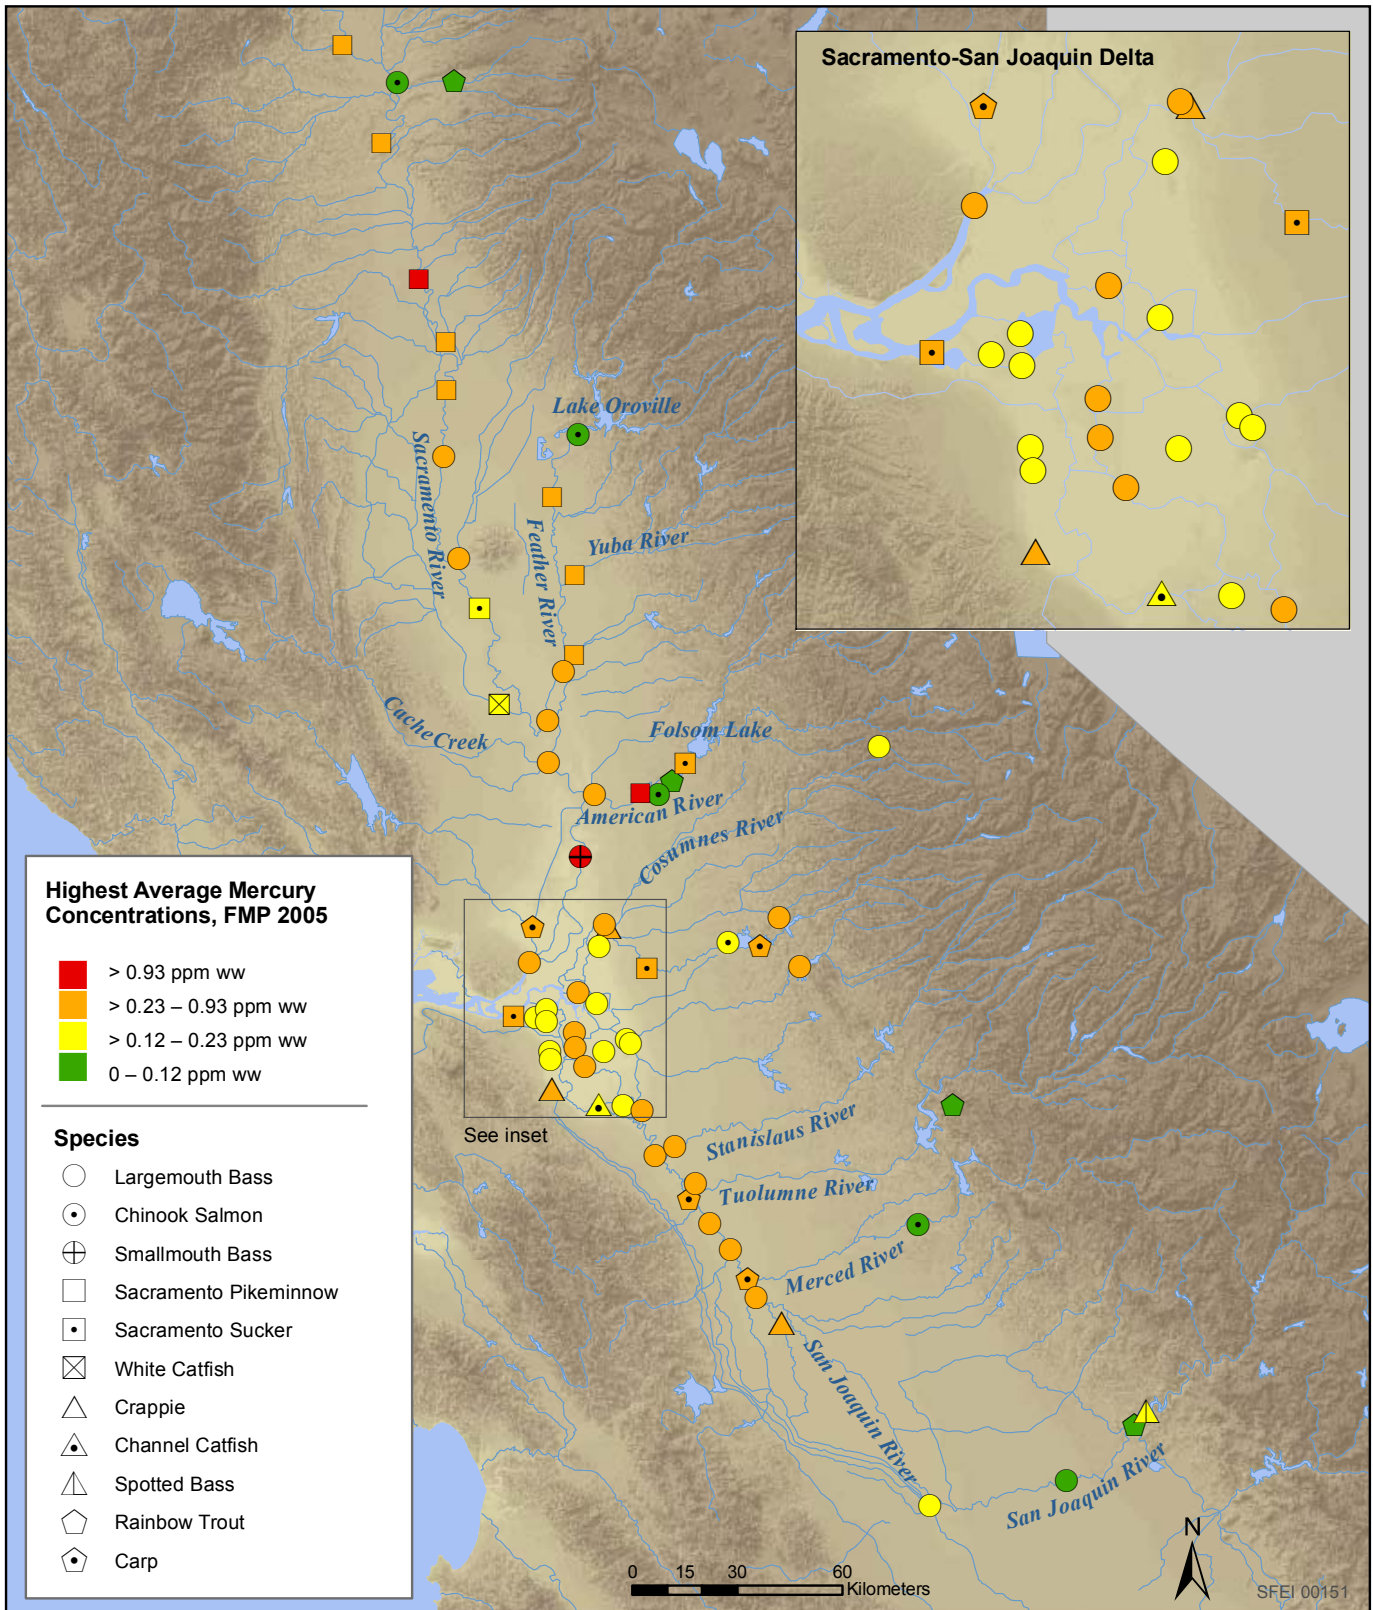 Sacramento-San Joaquin Delta
Lake Oroville
Sacramento River
Feather River
Yuba River
Cache Creek
Folsom Lake
American River
Cosumnes River
Highest Average Mercury
Concentrations, FMP 2005
> 0.93 ppm ww
> 0.23 – 0.93 ppm ww
> 0.12 – 0.23 ppm ww
0 – 0.12 ppm ww
Species
Largemouth Bass
Chinook Salmon
Smallmouth Bass
Sacramento Pikeminnow
Sacramento Sucker
White Catfish
Crappie
Channel Catfish
Spotted Bass
Rainbow Trout
Carp
See inset
Stanislaus River
Tuolumne River
Merced River
San Joaquin River
San Joaquin River
N
0 15 30 60
Kilometers
SFEI 00151